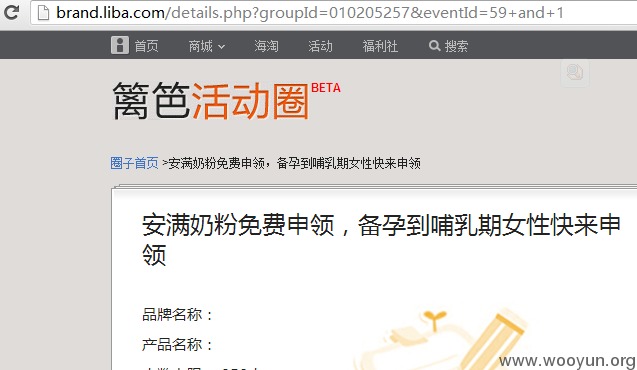 brand.liba.com/details.php?groupId=010205257&eventId=59+and+1
首页 商城 海淘 活动 福利社 搜索
篱笆活动圈BETA
圈子首页 >安满奶粉免费申领，备孕到哺乳期女性快来申领
安满奶粉免费申领，备孕到哺乳期女性快来申
领
品牌名称：
产品名称：
www.wooyun.org